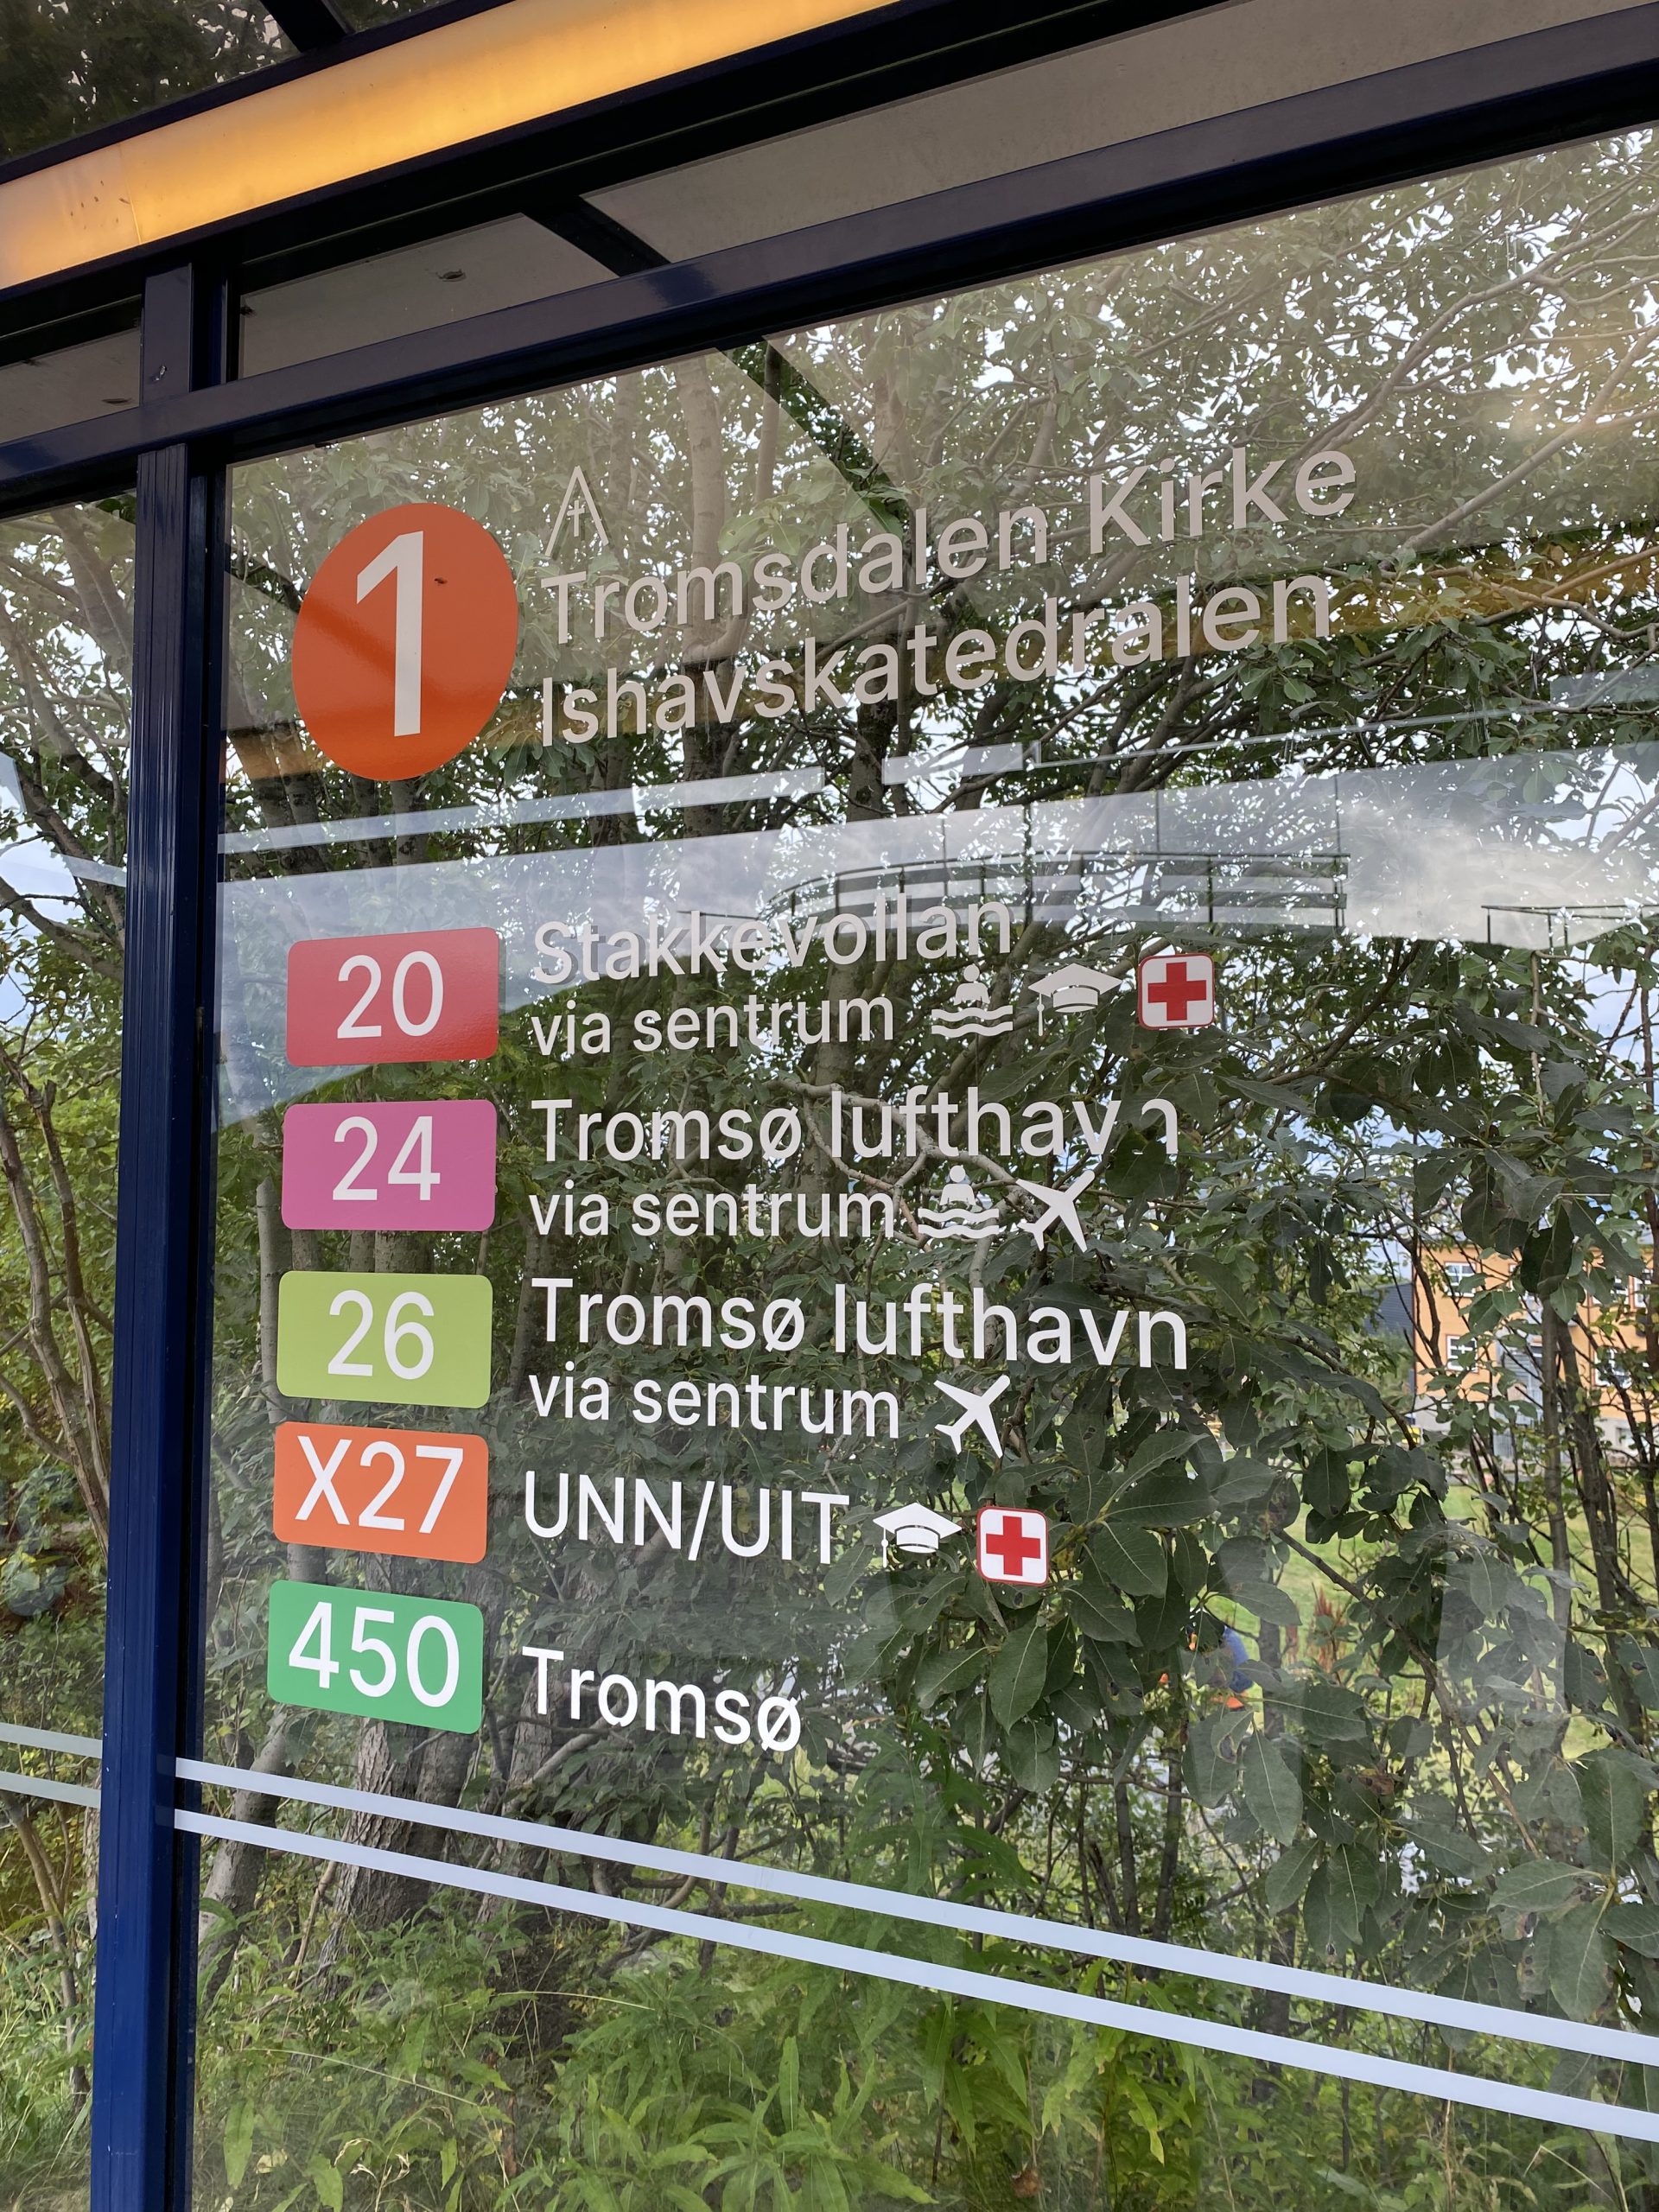 1
Tromsdalen Kirke
Ishavskatedralen
20 Stakkevollan
via sentrum
24 Tromsø lufthavn
via sentrum
26 Tromsø lufthavn
via sentrum
X27 UNN/UIT
450 Tromsø